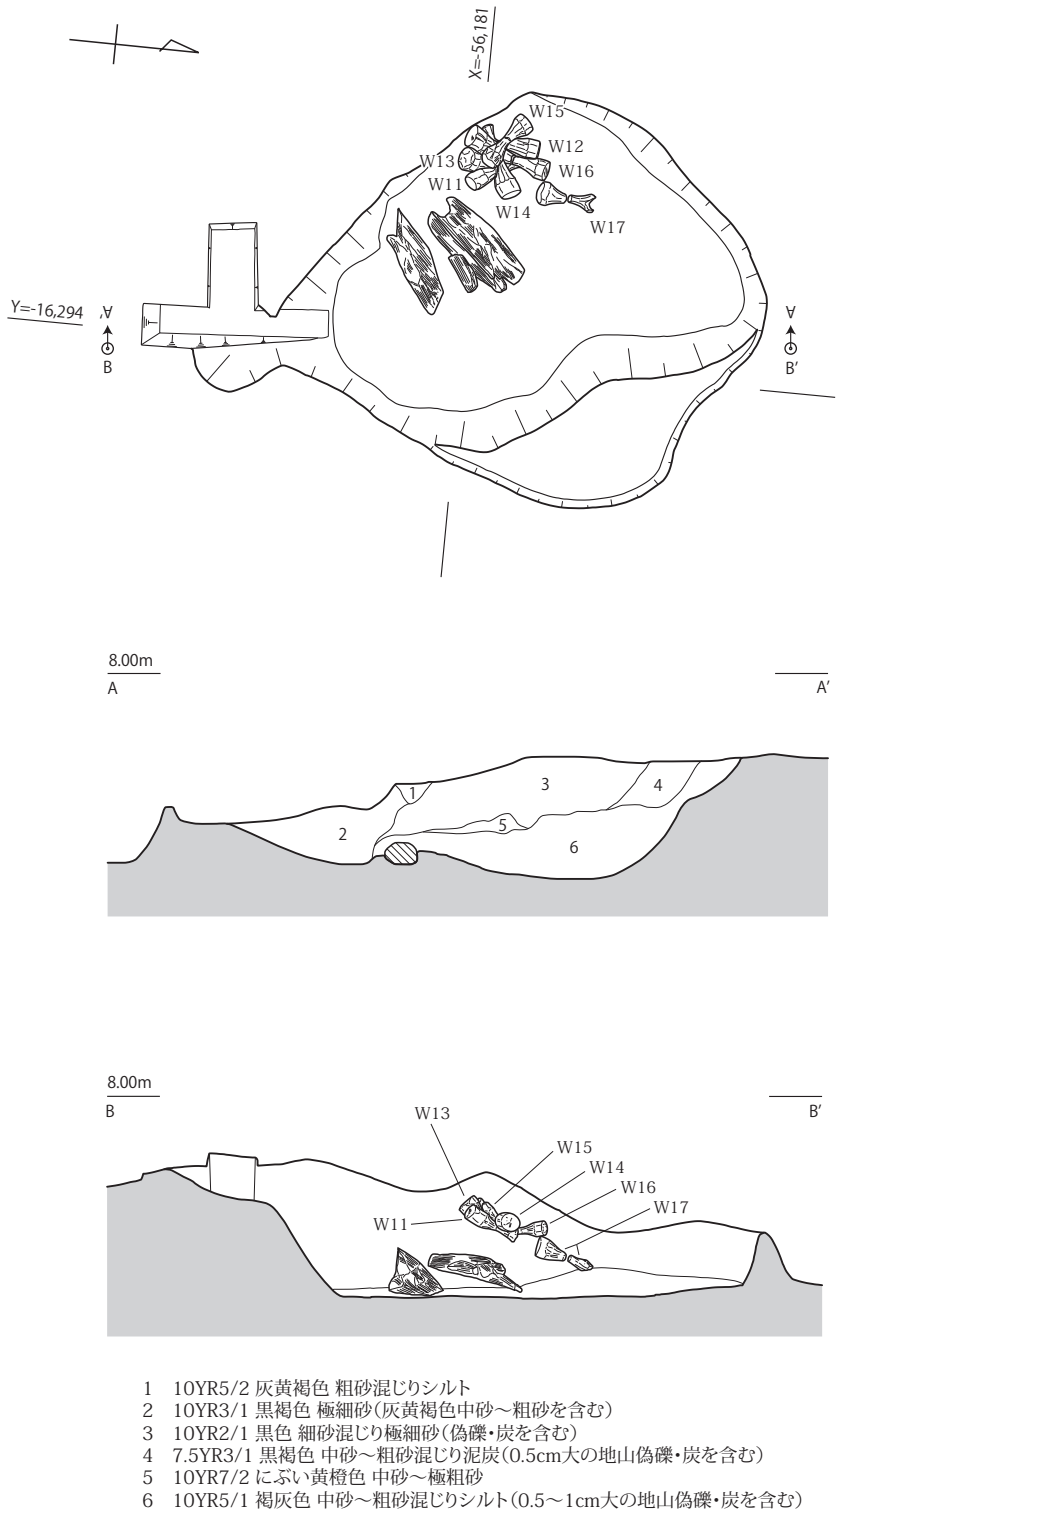 X=-56,181
W15
W12
W13
W16
W11
W14
W17
Y=-16,294
A'
A
B
B'
8.00m
A
A'
3
4
1
5
2
6
8.00m
B
B'
W13
W15
W14
W16
W17
W11
1 10YR5/2 灰黄褐色 粗砂混じりシルト
2 10YR3/1 黒褐色 極細砂(灰黄褐色中砂～粗砂を含む)
3 10YR2/1 黒色 細砂混じり極細砂(偽礫・炭を含む)
4 7.5YR3/1 黒褐色 中砂～粗砂混じり泥炭(0.5cm大の地山偽礫・炭を含む)
5 10YR7/2 にぶい黄橙色 中砂～極粗砂
6 10YR5/1 褐灰色 中砂～粗砂混じりシルト(0.5～1cm大の地山偽礫・炭を含む)